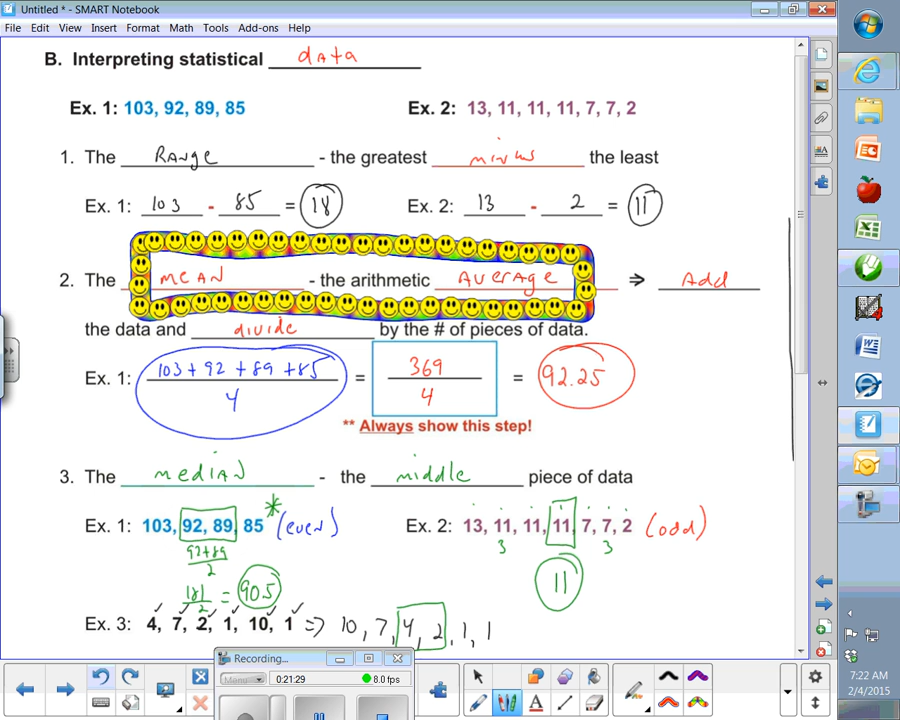 Untitled * - SMART Notebook
File Edit View Insert Format Math Tools Add-ons Help
B. Interpreting statistical data
Ex. 1: 103, 92, 89, 85 Ex. 2: 13, 11, 11, 11, 7, 7, 2
1. The Range - the greatest minus the least
Ex. 1: 103 - 85 = 18 Ex. 2: 13 - 2 = 11
2. The MEAN - the arithmetic AVERAGE ⇒ Add
the data and divide by the # of pieces of data.
Ex. 1: 103 + 92 + 89 + 85 / 4 = 369 / 4 = 92.25
** Always show this step!
3. The mediAN - the middle piece of data
Ex. 1: 103, 92, 89, 85 * (even) Ex. 2: 13, 11, 11, 11, 7, 7, 2 (odd)
3 3
92+89 / 2
11
181 / 2 = 90.5
Ex. 3: 4, 7, 2, 1, 10, 1 => 10, 7, 4, 2, 1, 1
Recording...
Menu 0:21:29 8.0 fps
7:22 AM
2/4/2015